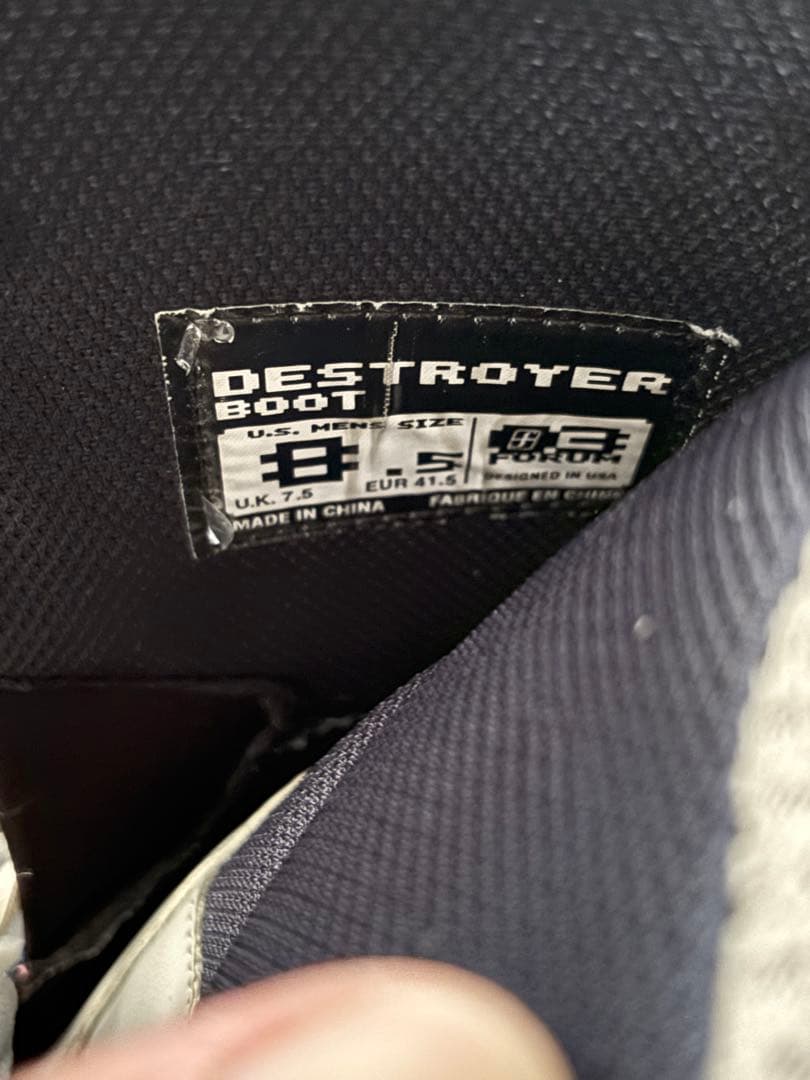 DESTROYER
BOOT
U.S. MENS SIZE
8.5
FORUM
DESIGNED IN USA
U.K. 7.5 EUR 41.5
MADE IN CHINA FABRIQUE EN CHINE